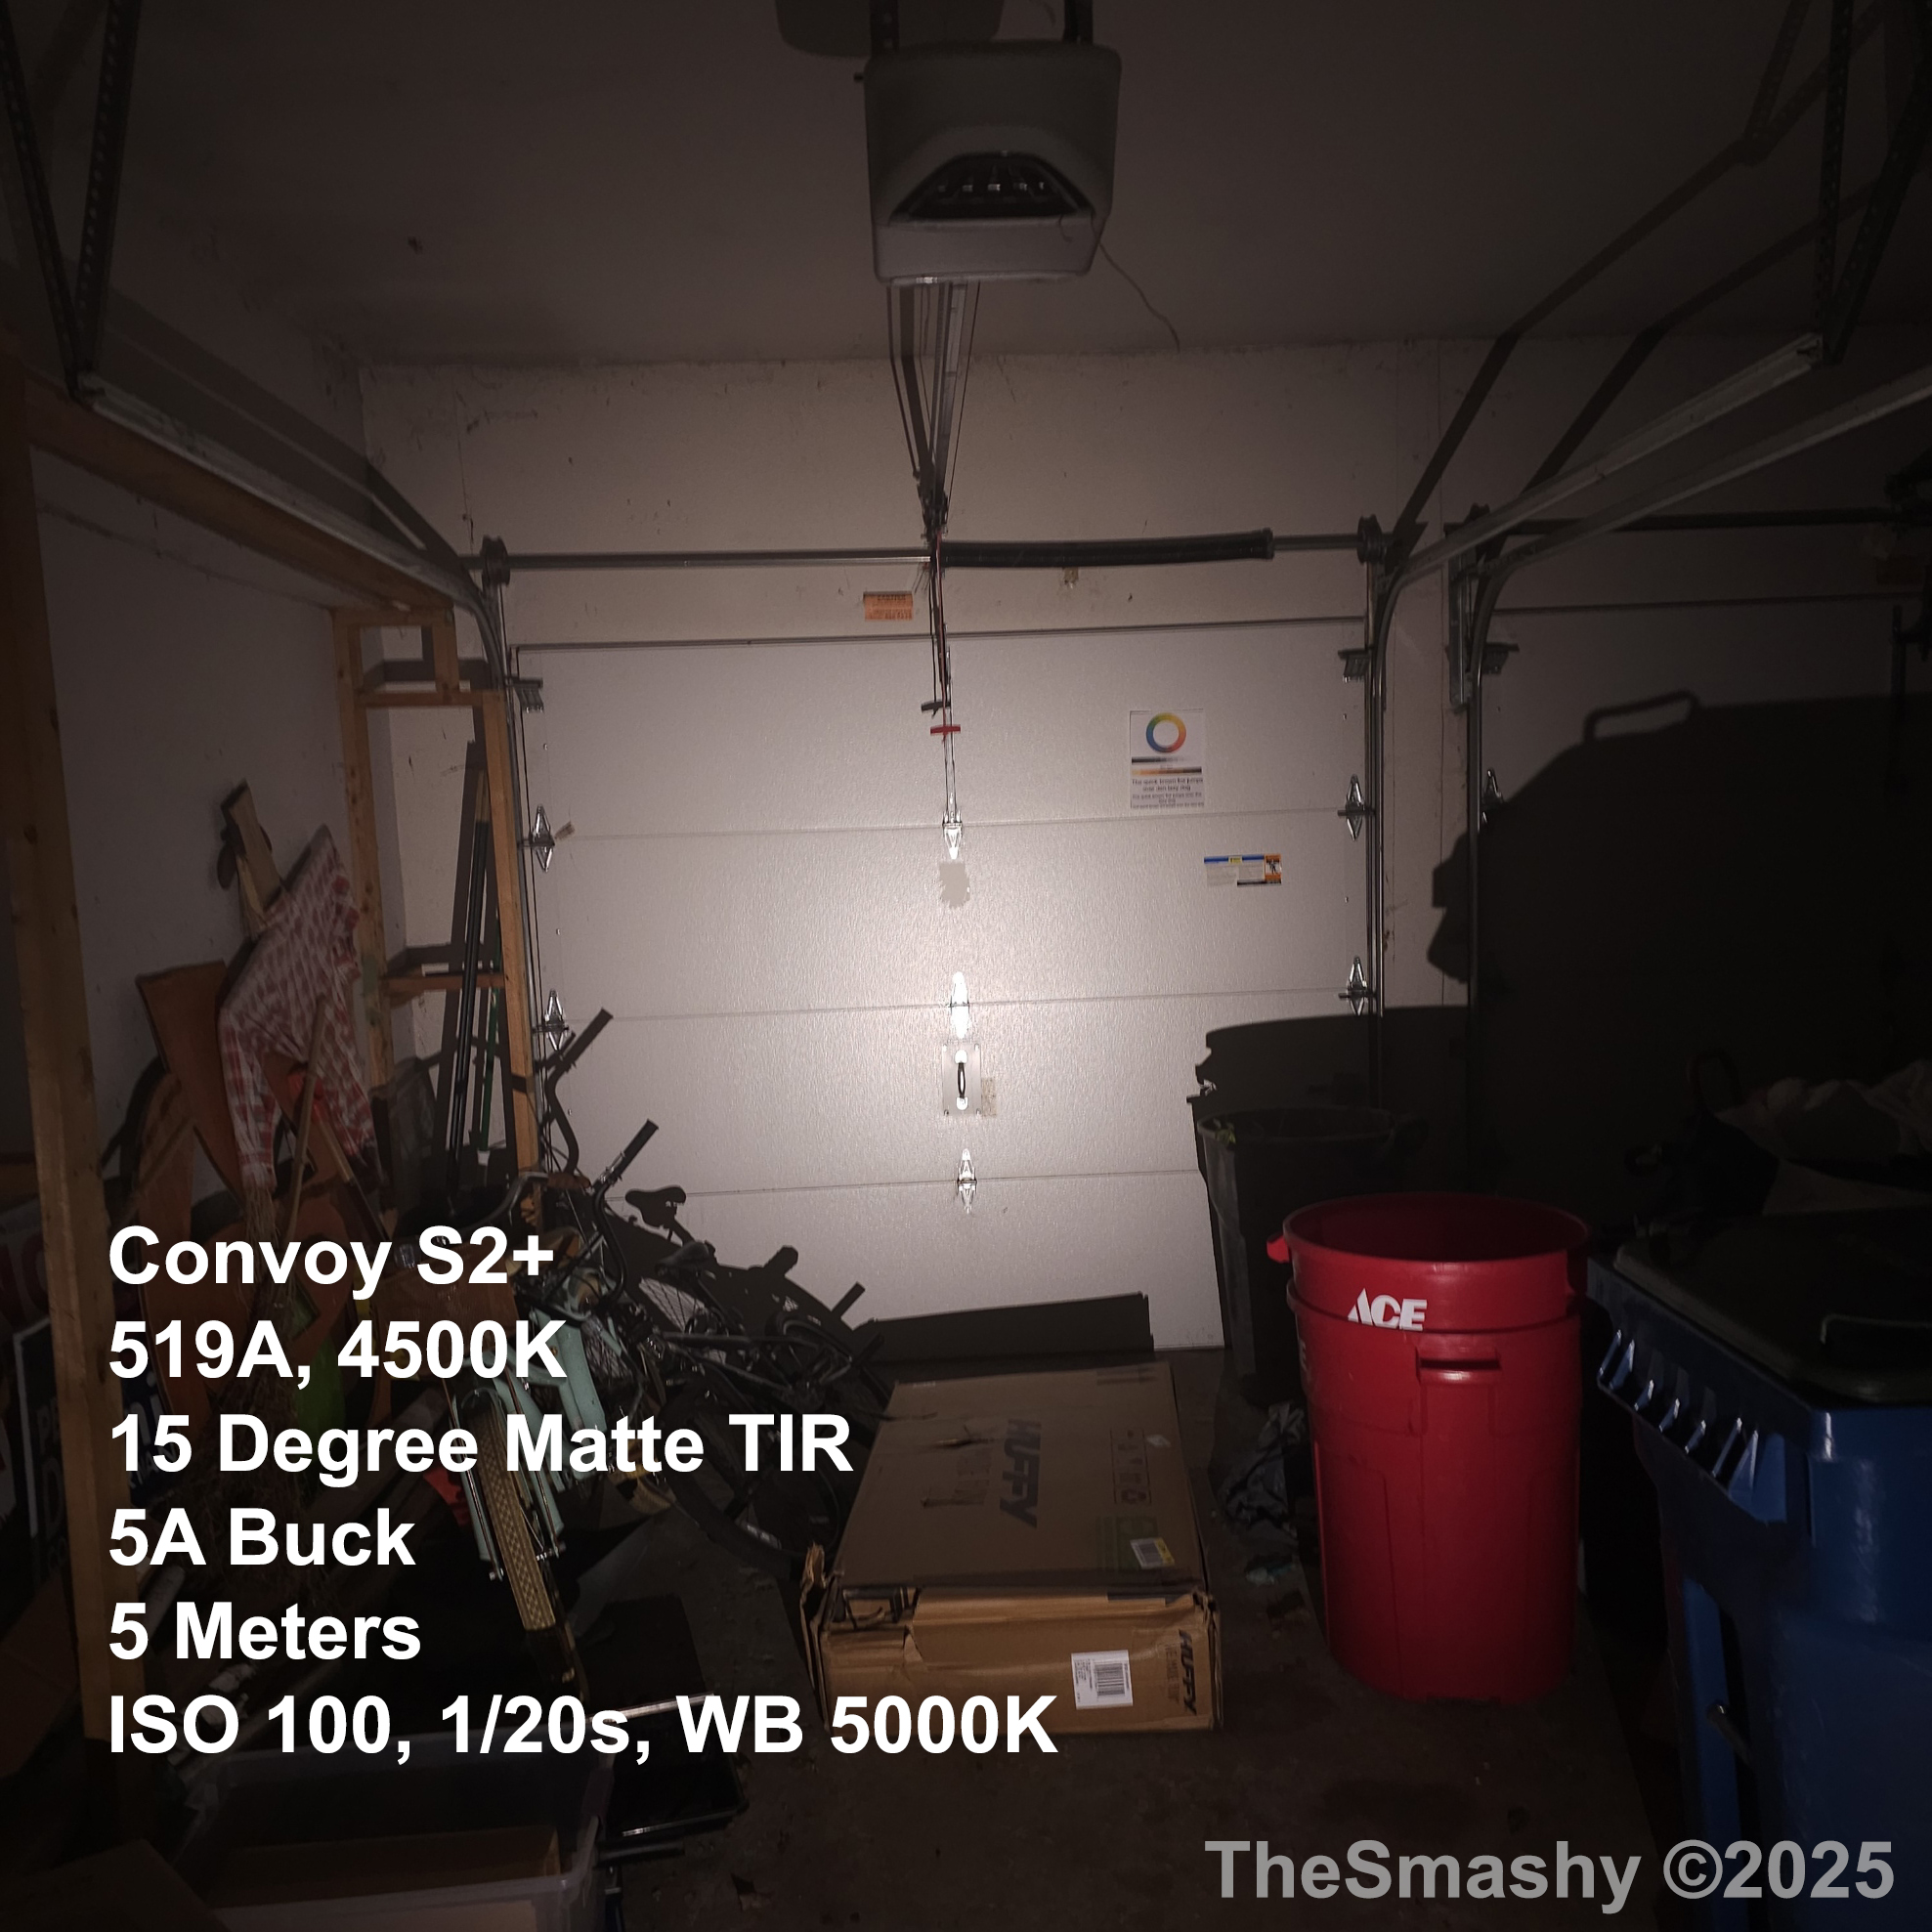 ACE
HUFFY
HUFFY
Convoy S2+
519A, 4500K
15 Degree Matte TIR
5A Buck
5 Meters
ISO 100, 1/20s, WB 5000K
TheSmashy ©2025